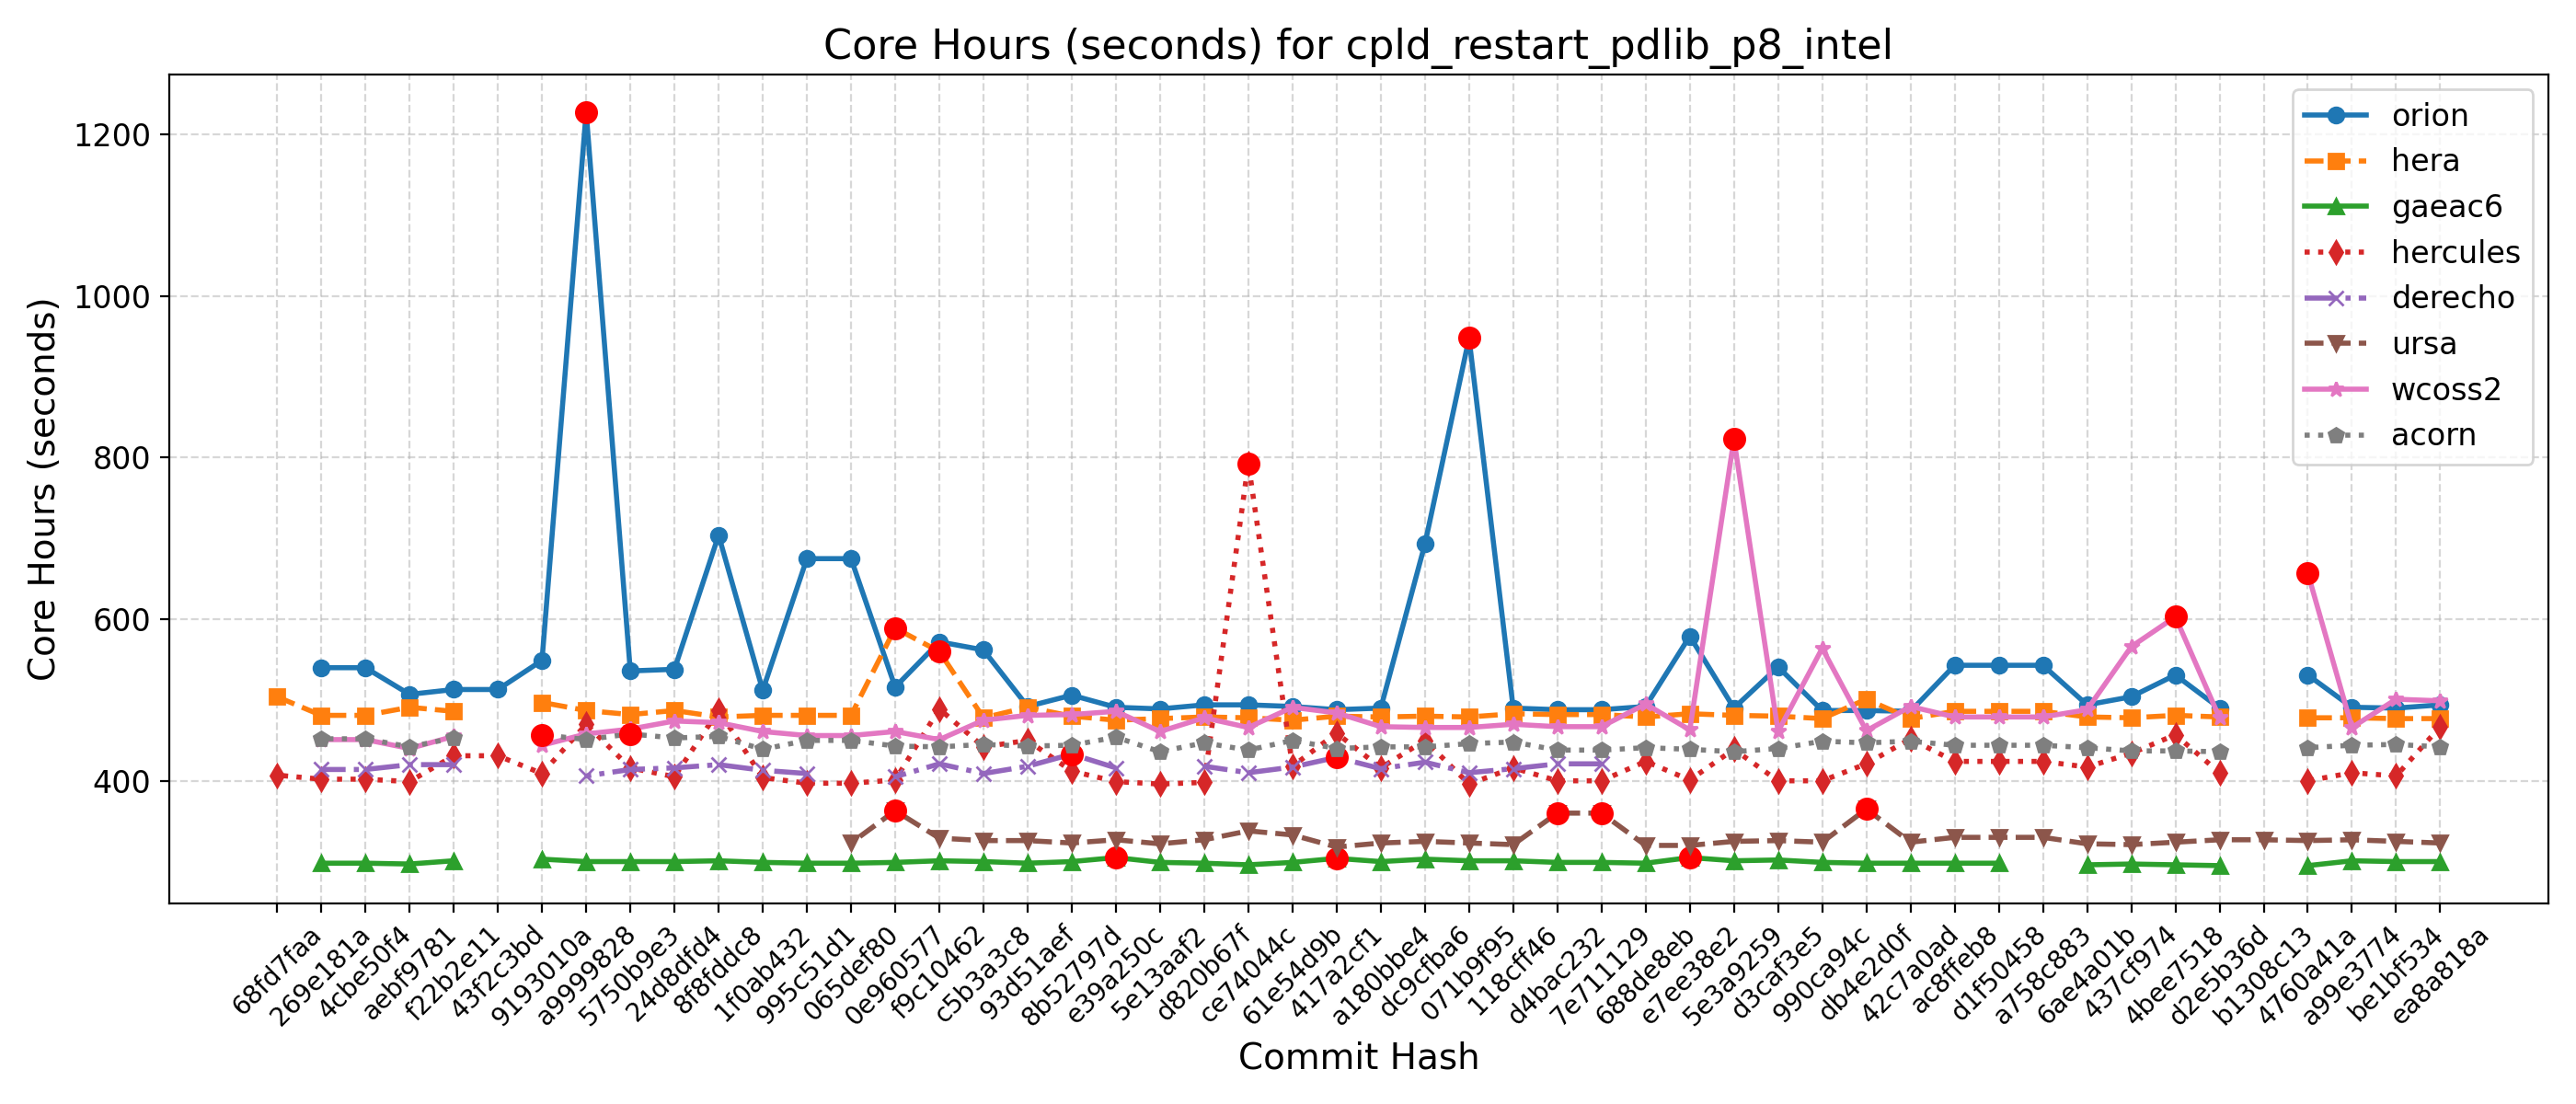 Core Hours (seconds) for cpld_restart_pdlib_p8_intel
Core Hours (seconds)
1200
1000
800
600
400
orion
hera
gaeac6
hercules
derecho
ursa
wcoss2
acorn
68fd7faa
269e181a
4cbe50f4
aebf9781
f22b2e11
43f2c3bd
9193010a
a9999828
5750b9e3
24d8dfd4
8f8fddc8
1f0ab432
995c51d1
065def80
0e960577
f9c10462
c5b3a3c8
93d51aef
8b52797d
e39a250c
5e13aaf2
d820b67f
ce74044c
61e54d9b
417a2cf1
a180bbe4
dc9cfba6
071b9f95
118cff46
d4bac232
7e711129
688de8eb
e7ee38e2
5e3a9259
d3caf3e5
990ca94c
db4e2d0f
42c7a0ad
ac8ffeb8
d1f50458
a758c883
6ae4a01b
437cf974
4bee7518
d2e5b36d
b1308c13
4760a41a
a99e3774
be1bf534
ea8a818a
Commit Hash